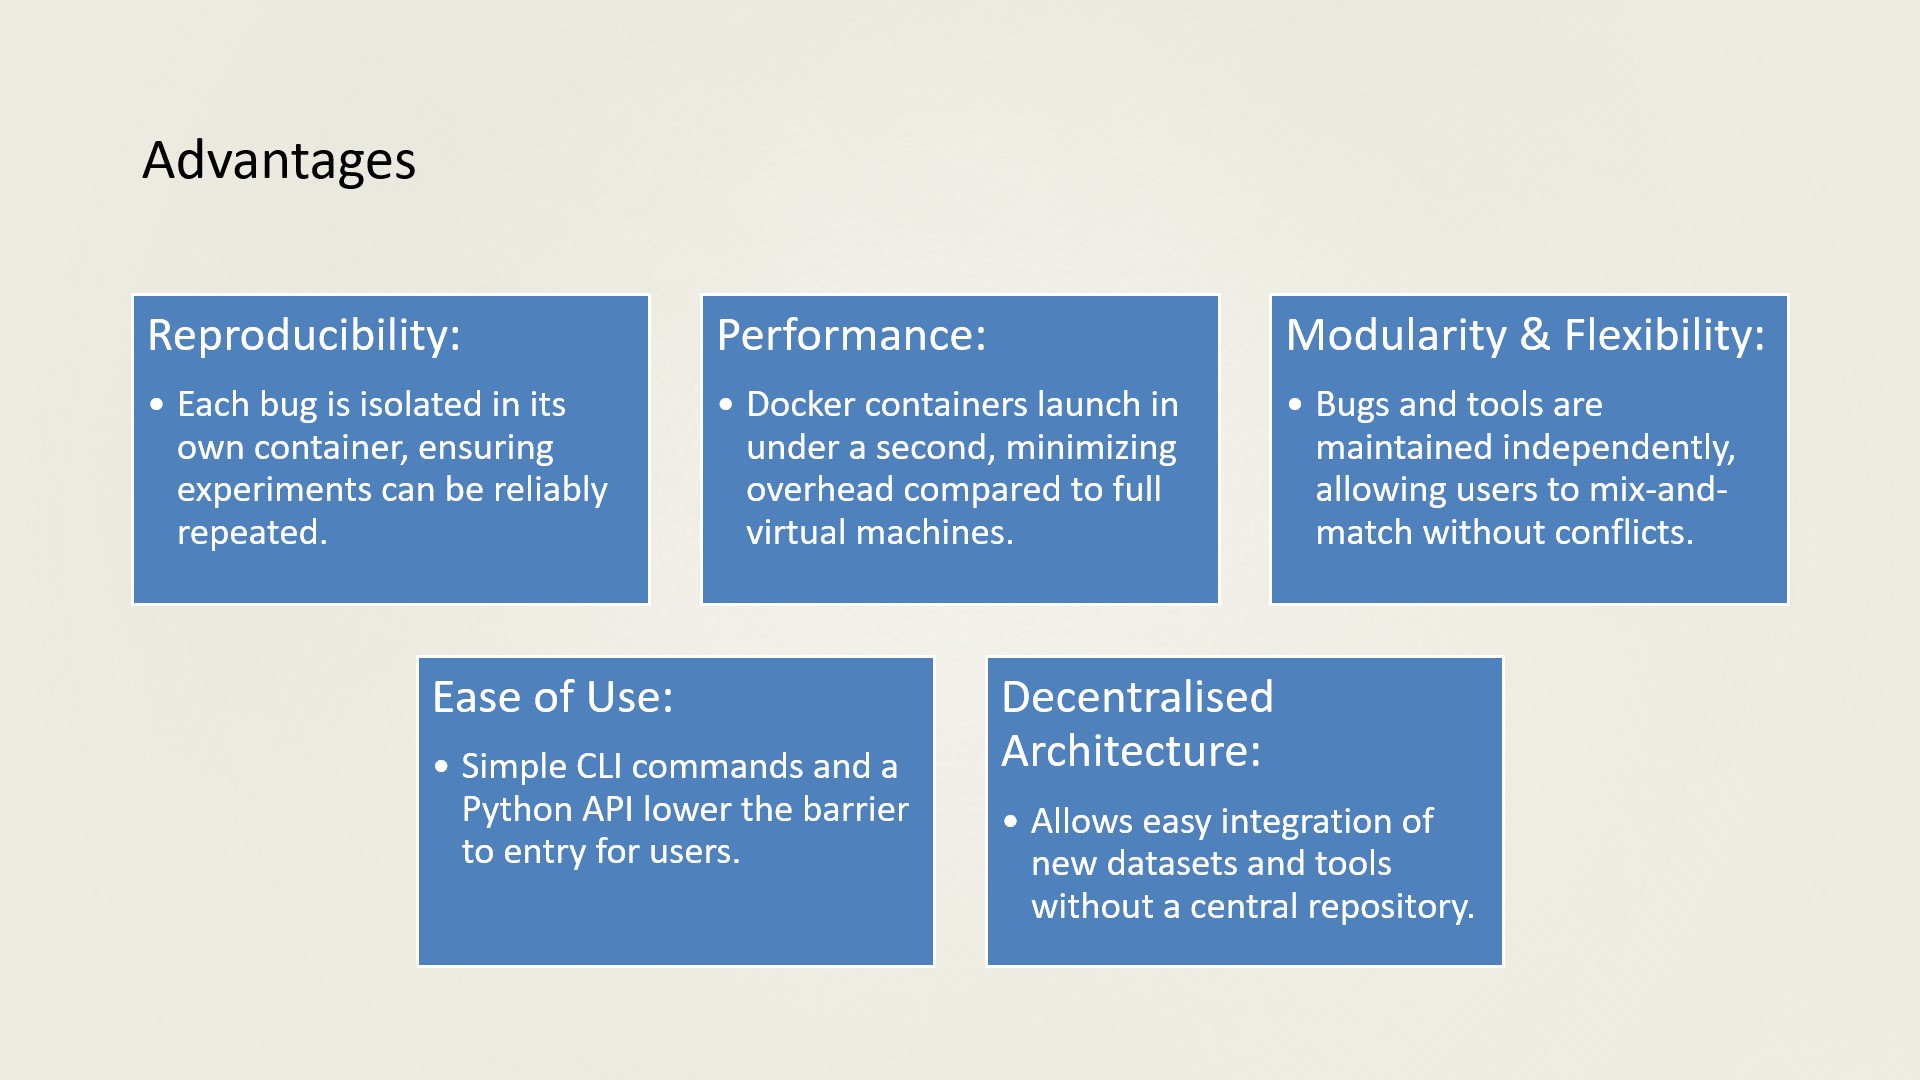 Advantages
Reproducibility:
• Each bug is isolated in its
own container, ensuring
experiments can be reliably
repeated.
Performance:
• Docker containers launch in
under a second, minimizing
overhead compared to full
virtual machines.
Modularity & Flexibility:
• Bugs and tools are
maintained independently,
allowing users to mix-and-
match without conflicts.
Ease of Use:
• Simple CLI commands and a
Python API lower the barrier
to entry for users.
Decentralised
Architecture:
• Allows easy integration of
new datasets and tools
without a central repository.